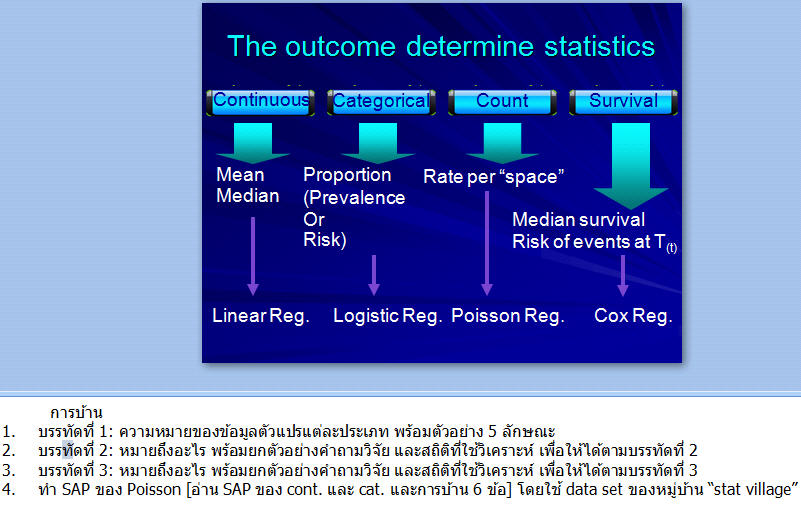 The outcome determine statistics
Continuous Categorical Count Survival
Mean
Median
Proportion
(Prevalence
Or
Risk)
Rate per “space”
Median survival
Risk of events at T(t)
Linear Reg. Logistic Reg. Poisson Reg. Cox Reg.
การบ้าน
1. บรรทัดที่ 1: ความหมายของข้อมูลตัวแปรแต่ละประเภท พร้อมตัวอย่าง 5 ลักษณะ
2. บรรทัดที่ 2: หมายถึงอะไร พร้อมยกตัวอย่างคำถามวิจัย และสถิติที่ใช้วิเคราะห์ เพื่อให้ได้ตามบรรทัดที่ 2
3. บรรทัดที่ 3: หมายถึงอะไร พร้อมยกตัวอย่างคำถามวิจัย และสถิติที่ใช้วิเคราะห์ เพื่อให้ได้ตามบรรทัดที่ 3
4. ทำ SAP ของ Poisson [อ่าน SAP ของ cont. และ cat. และการบ้าน 6 ข้อ] โดยใช้ data set ของหมู่บ้าน “stat village”